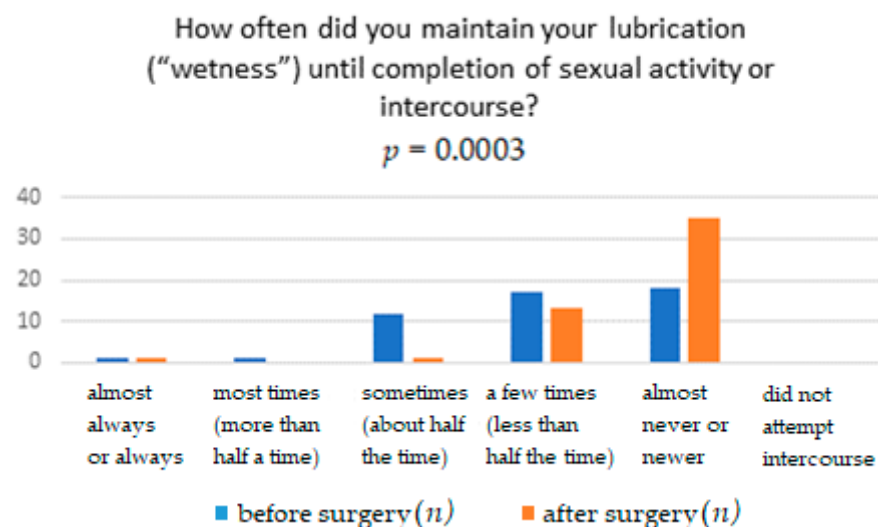 How often did you maintain your lubrication
(“wetness”) until completion of sexual activity or
intercourse?
p = 0.0003
40
30
20
10
0
almost
always
or always
most times
(more than
half a time)
sometimes
(about half
the time)
a few times
(less than
half the time)
almost
never or
newer
did not
attempt
intercourse
before surgery(n)
after surgery(n)